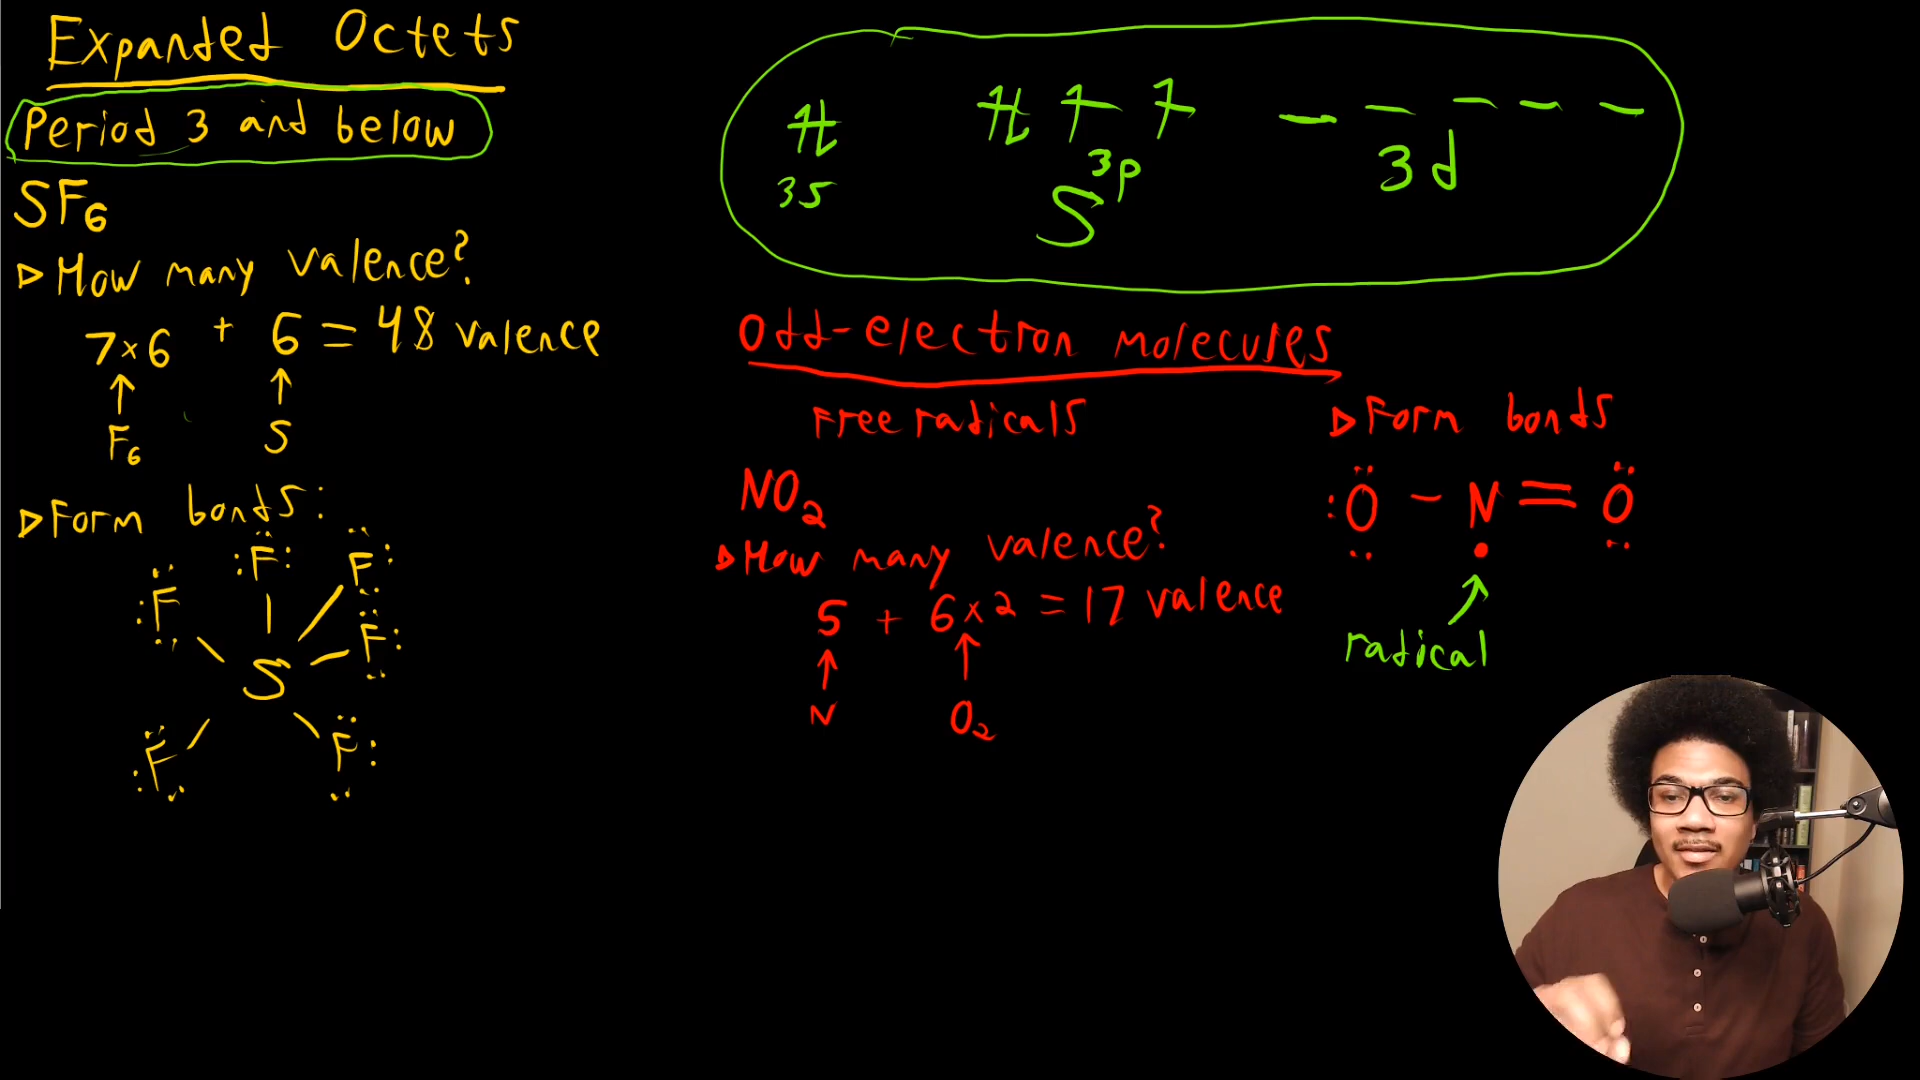 Expanded Octets
Period 3 and below
SF6
How many valence?
7×6 + 6 = 48 valence
↑ ↑
F6 S
Form bonds:
F F F
F
S
F F
3s 3p 3d
S
Odd-electron molecules
Free radicals
NO2
How many valence?
5 + 6×2 = 17 valence
↑ ↑
N O2
Form bonds
:O - N = O
radical